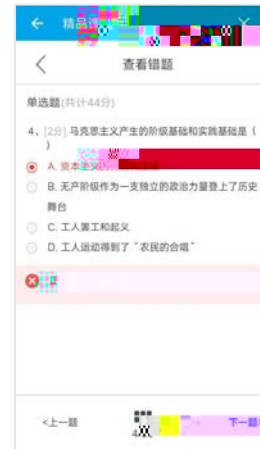 精品
查看错题
单选题(共计44分)
4、[2分] 马克思主义产生的阶级基础和实践基础是（
）
A. 资本主义
B. 无产阶级作为一支独立的政治力量登上了历史
舞台
C. 工人罢工和起义
D. 工人运动得到了“农民的合唱”
<上一题
下一题